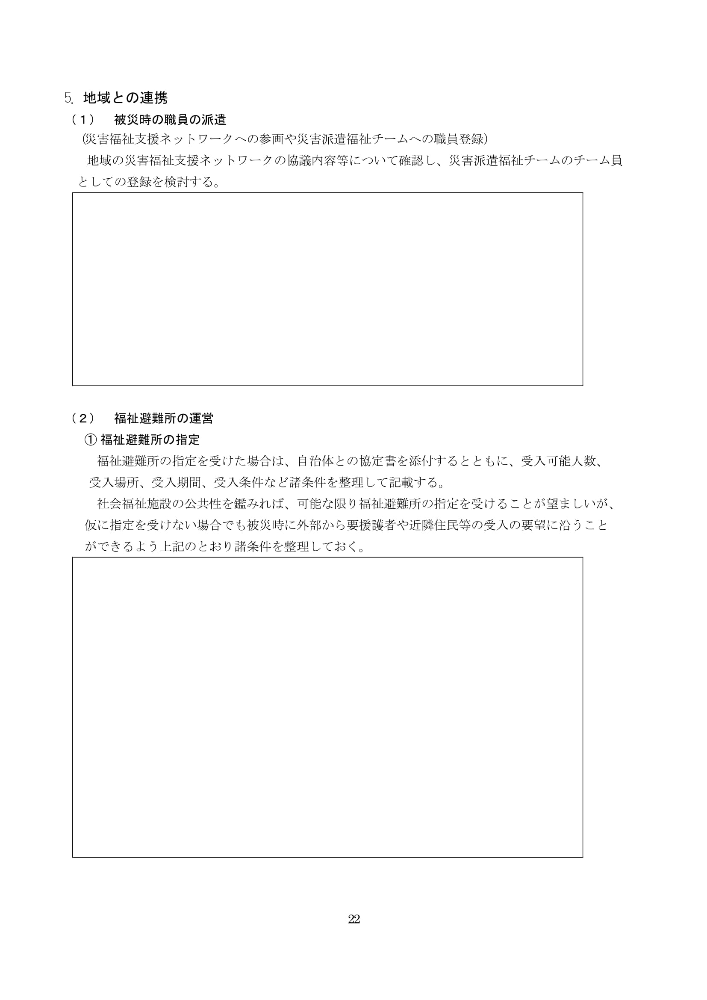 5. 地域との連携
（1）　被災時の職員の派遣
(災害福祉支援ネットワークへの参画や災害派遣福祉チームへの職員登録)
地域の災害福祉支援ネットワークの協議内容等について確認し、災害派遣福祉チームのチーム員
としての登録を検討する。
（2）　福祉避難所の運営
① 福祉避難所の指定
福祉避難所の指定を受けた場合は、自治体との協定書を添付するとともに、受入可能人数、
受入場所、受入期間、受入条件など諸条件を整理して記載する。
社会福祉施設の公共性を鑑みれば、可能な限り福祉避難所の指定を受けることが望ましいが、
仮に指定を受けない場合でも被災時に外部から要援護者や近隣住民等の受入の要望に沿うこと
ができるよう上記のとおり諸条件を整理しておく。
22